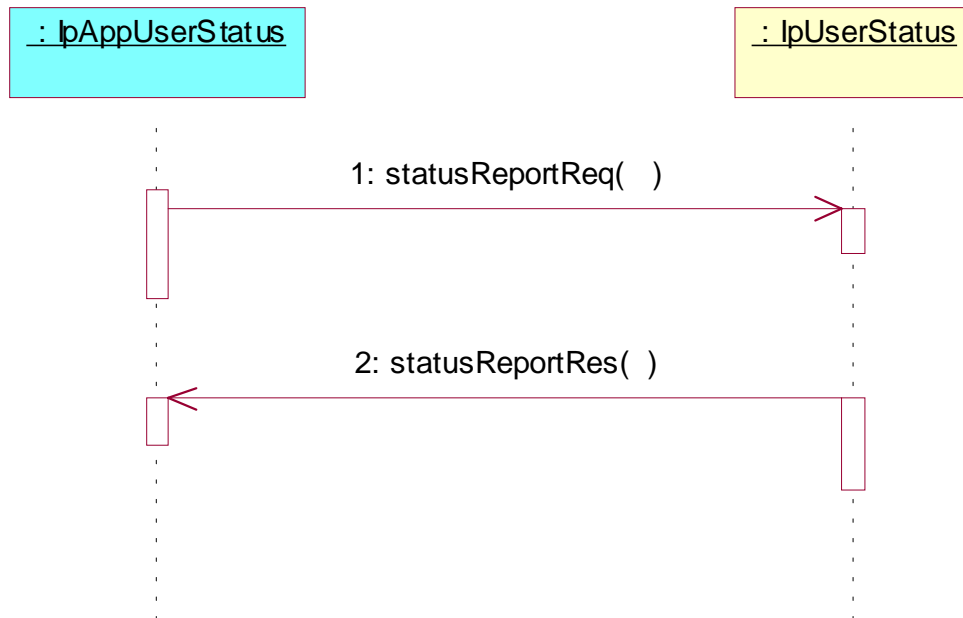 : IpAppUserStatus
: IpUserStatus
1: statusReportReq( )
2: statusReportRes( )